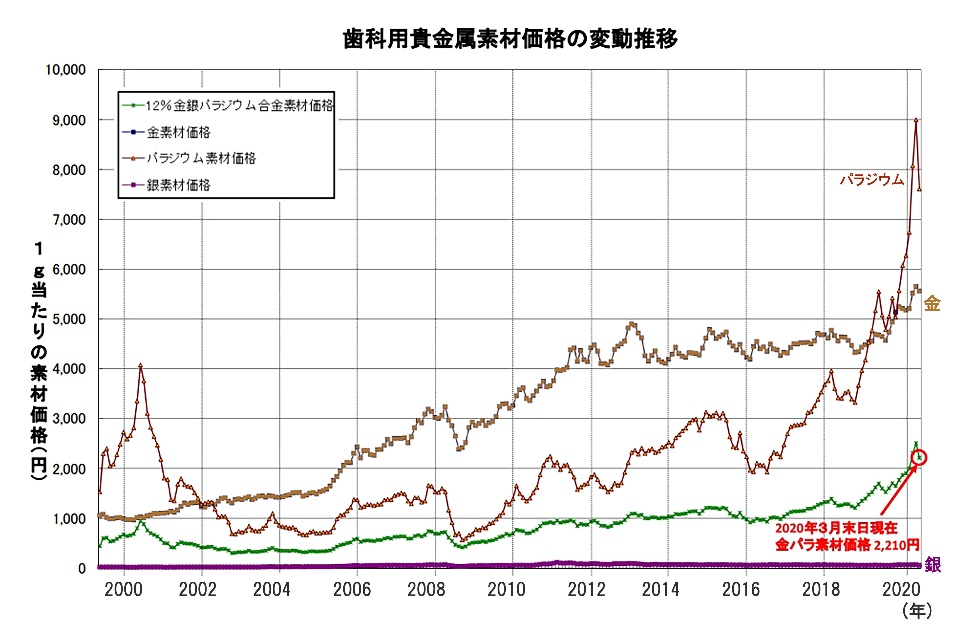 歯科用貴金属素材価格の変動推移
10,000
9,000
8,000
7,000
6,000
5,000
4,000
3,000
2,000
1,000
0
1g当たりの素材価格(円)
12%金銀パラジウム合金素材価格
金素材価格
パラジウム素材価格
銀素材価格
パラジウム
金
2020年3月末日現在
金パラ素材価格 2,210円
銀
2000 2002 2004 2006 2008 2010 2012 2014 2016 2018 2020
(年)